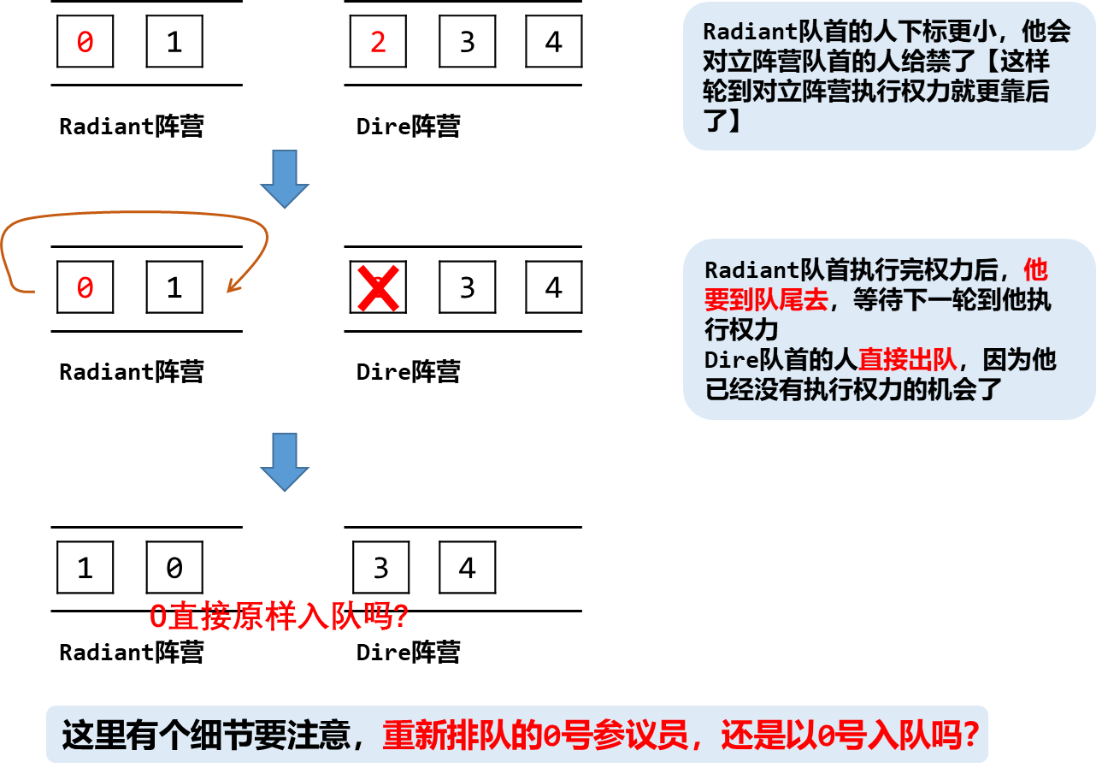 0 1 2 3 4
Radiant阵营 Dire阵营
Radiant队首的人下标更小，他会
对立阵营队首的人给禁了【这样
轮到对立阵营执行权力就更靠后
了】
0 1 3 4
Radiant阵营 Dire阵营
Radiant队首执行完权力后，他
要到队尾去，等待下一轮到他执
行权力
Dire队首的人直接出队，因为他
已经没有执行权力的机会了
1 0 3 4
0直接原样入队吗？
Radiant阵营 Dire阵营
这里有个细节要注意，重新排队的0号参议员，还是以0号入队吗？